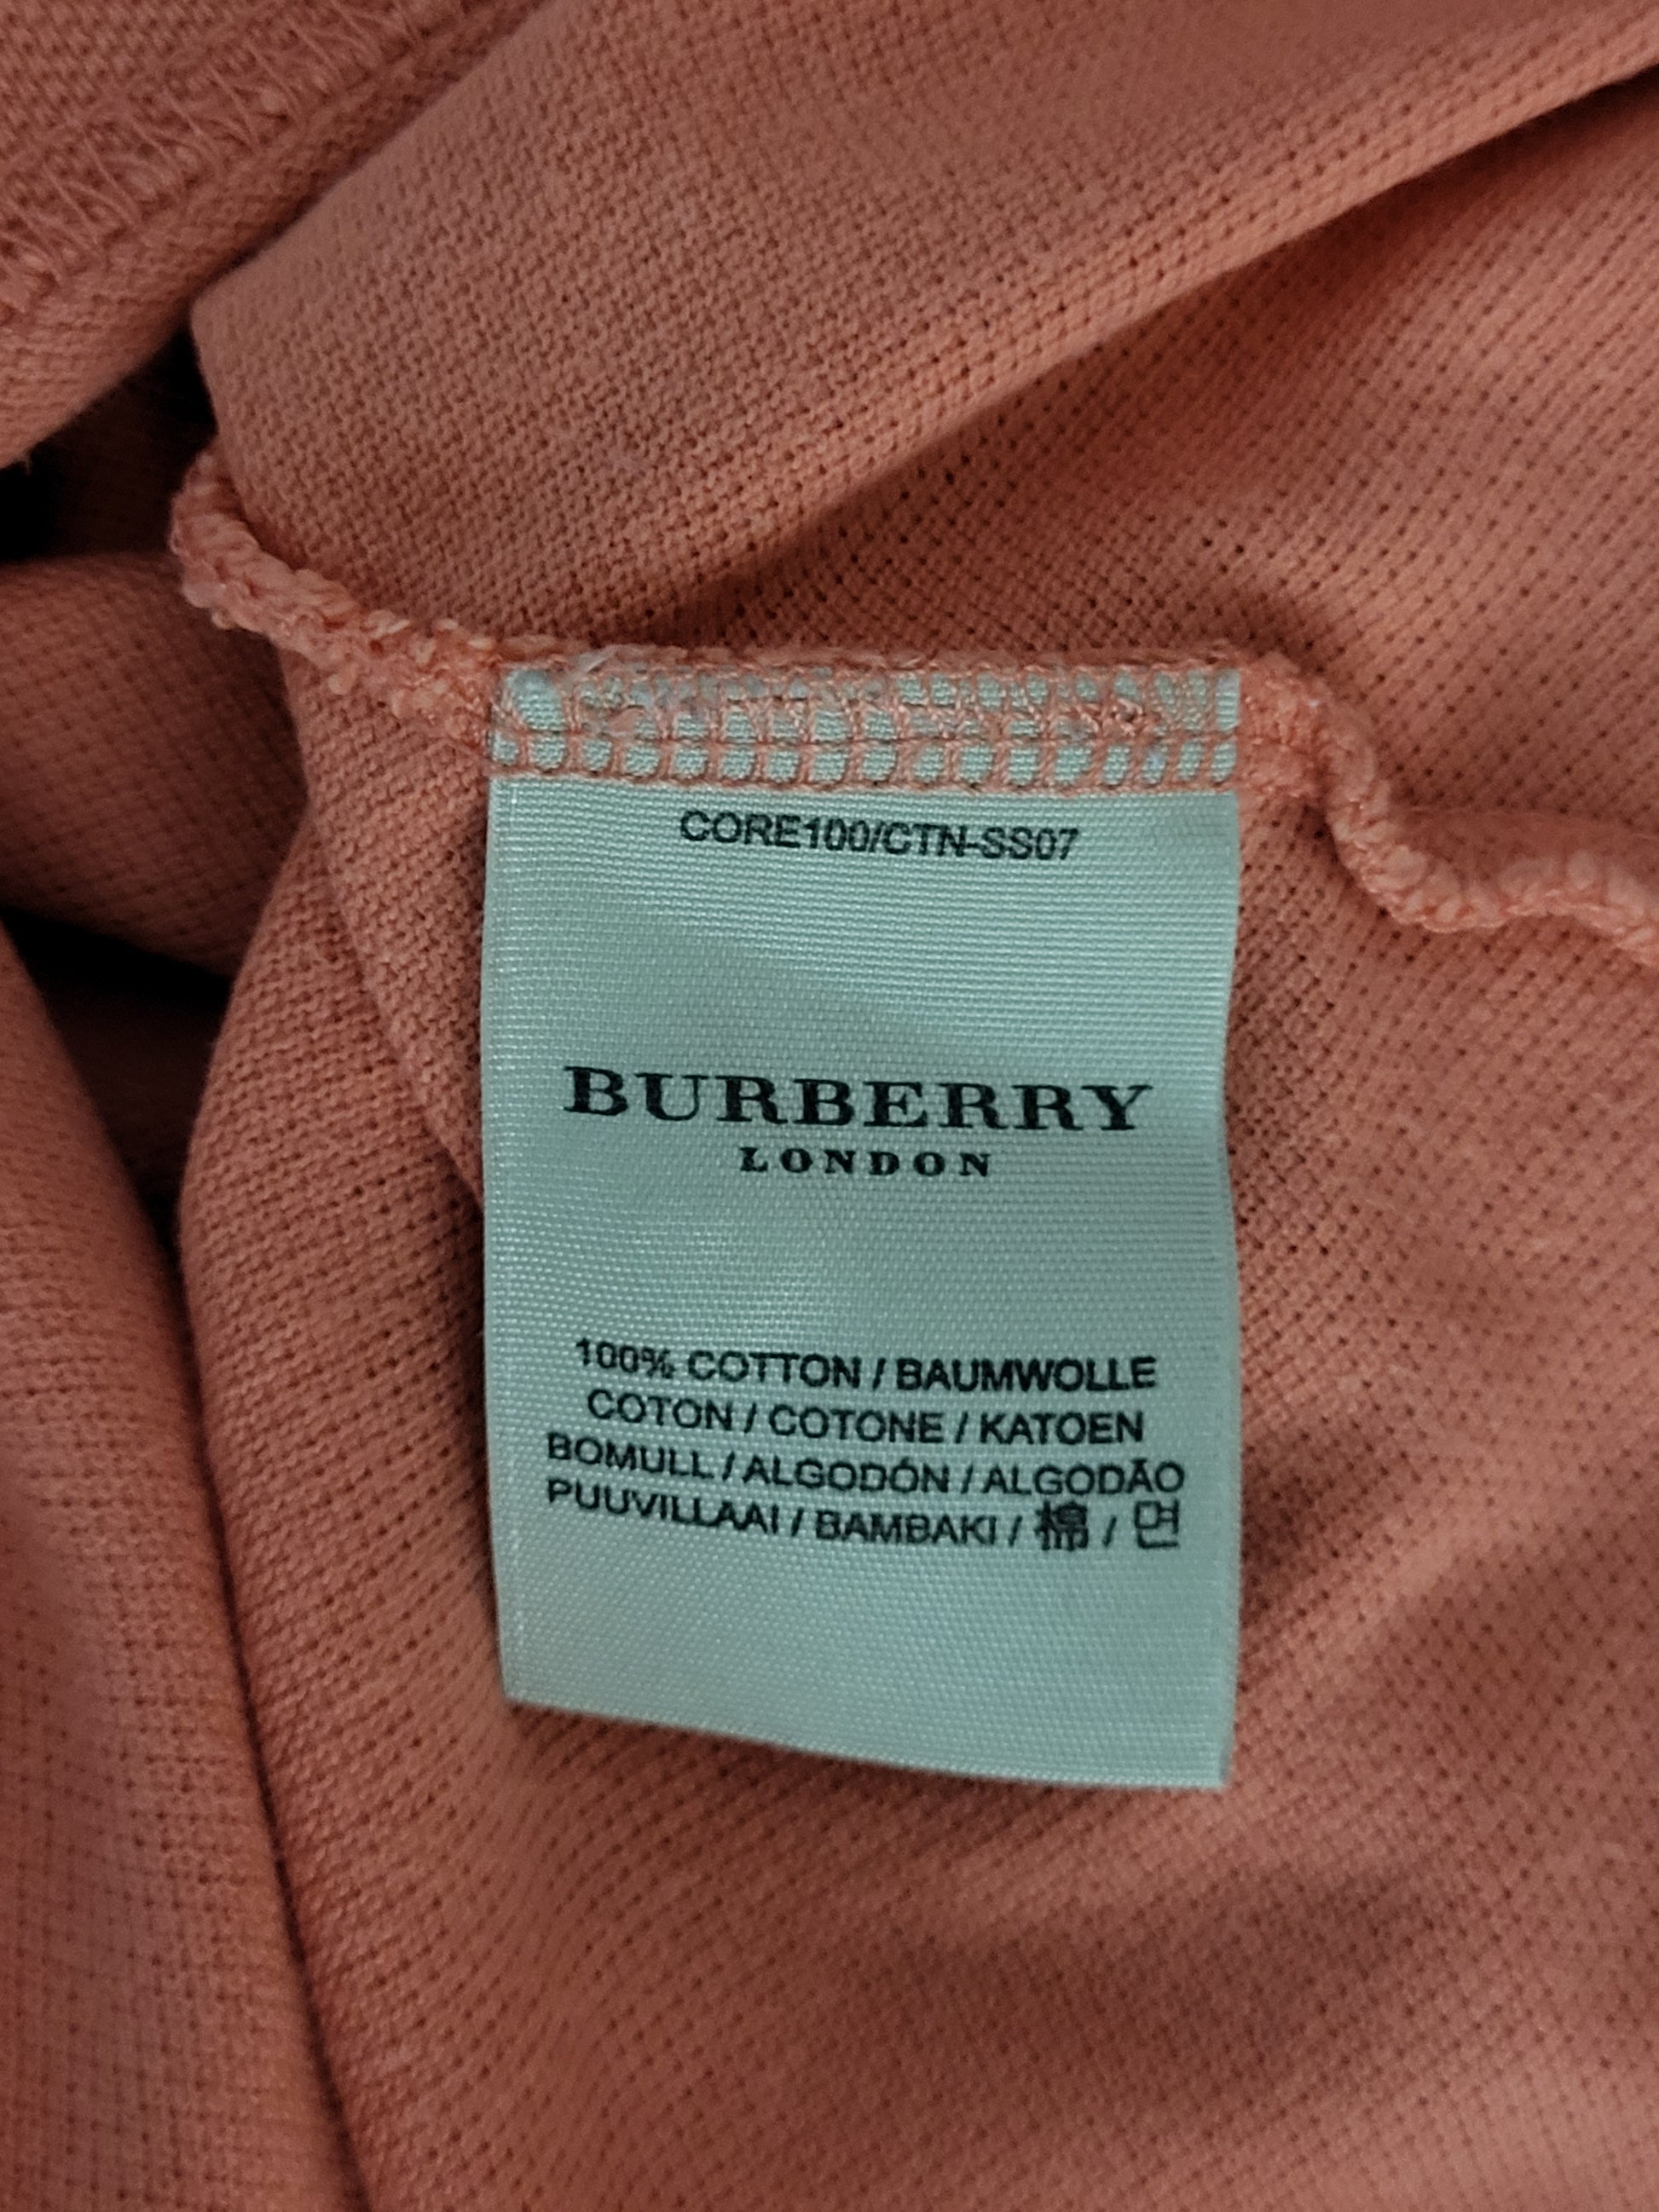 CORE100/CTN-SS07
BURBERRY
LONDON
100% COTTON / BAUMWOLLE
COTON / COTONE / KATOEN
BOMULL / ALGODÓN / ALGODÃO
PUUVILLAAI / BAMBAKI / 棉 / 면